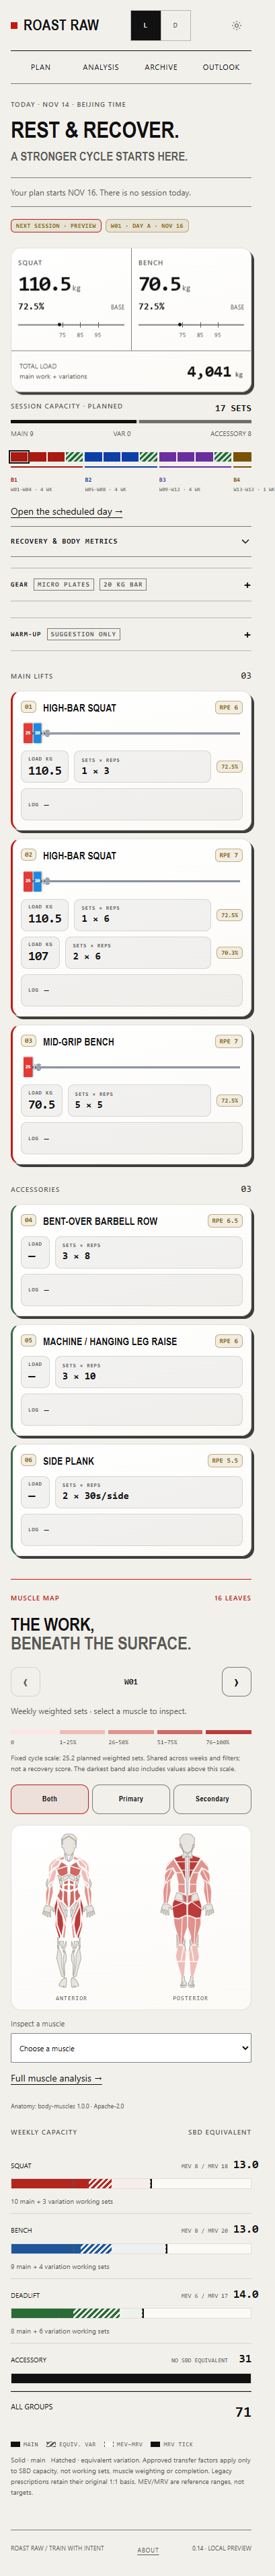 ROAST RAW
L D
PLAN ANALYSIS ARCHIVE OUTLOOK
TODAY · NOV 14 · BEIJING TIME
REST & RECOVER.
A STRONGER CYCLE STARTS HERE.
Your plan starts NOV 16. There is no session today.
NEXT SESSION · PREVIEW W01 · DAY A · NOV 16
SQUAT BENCH
110.5kg 70.5kg
72.5% BASE 72.5% BASE
75 85 95 75 85 95
TOTAL LOAD
main work + variations
4,041 kg
SESSION CAPACITY · PLANNED 17 SETS
MAIN 9 VAR 0 ACCESSORY 8
B1 B2 B3 B4
W01-W04 · 4 WK W05-W08 · 4 WK W09-W12 · 4 WK W13-W13 · 1 WK
Open the scheduled day →
RECOVERY & BODY METRICS
GEAR MICRO PLATES 20 KG BAR +
WARM-UP SUGGESTION ONLY +
MAIN LIFTS 03
01 HIGH-BAR SQUAT RPE 6
LOAD KG SETS × REPS
110.5 1 × 3 72.5%
LOG —
02 HIGH-BAR SQUAT RPE 7
LOAD KG SETS × REPS
110.5 1 × 6 72.5%
LOAD KG SETS × REPS
107 2 × 6 70.3%
LOG —
03 MID-GRIP BENCH RPE 7
25
LOAD KG SETS × REPS
70.5 5 × 5 72.5%
LOG —
ACCESSORIES 03
04 BENT-OVER BARBELL ROW RPE 6.5
LOAD SETS × REPS
— 3 × 8
LOG —
05 MACHINE / HANGING LEG RAISE RPE 6
LOAD SETS × REPS
— 3 × 10
LOG —
06 SIDE PLANK RPE 5.5
LOAD SETS × REPS
— 2 × 30s/side
LOG —
MUSCLE MAP 16 LEAVES
THE WORK,
BENEATH THE SURFACE.
‹ W01 ›
Weekly weighted sets · select a muscle to inspect.
0 1–25% 26–50% 51–75% 76–100%
Fixed cycle scale: 25.2 planned weighted sets. Shared across weeks and filters;
not a recovery score. The darkest band also includes values above this scale.
Both Primary Secondary
ANTERIOR POSTERIOR
Inspect a muscle
Choose a muscle
Full muscle analysis →
Anatomy: body-muscles 1.0.0 · Apache-2.0
WEEKLY CAPACITY SBD EQUIVALENT
SQUAT MEV 8 / MRV 18 13.0
10 main + 3 variation working sets
BENCH MEV 8 / MRV 20 13.0
9 main + 4 variation working sets
DEADLIFT MEV 6 / MRV 17 14.0
8 main + 6 variation working sets
ACCESSORY NO SBD EQUIVALENT 31
ALL GROUPS 71
MAIN EQUIV. VAR MEV–MRV MRV TICK
Solid · main Hatched · equivalent variation. Approved transfer factors apply only
to SBD capacity, not working sets, muscle weighting or completion. Legacy
prescriptions retain their original 1:1 basis. MEV/MRV are reference ranges, not
targets.
ROAST RAW / TRAIN WITH INTENT ABOUT 0.14 · LOCAL PREVIEW